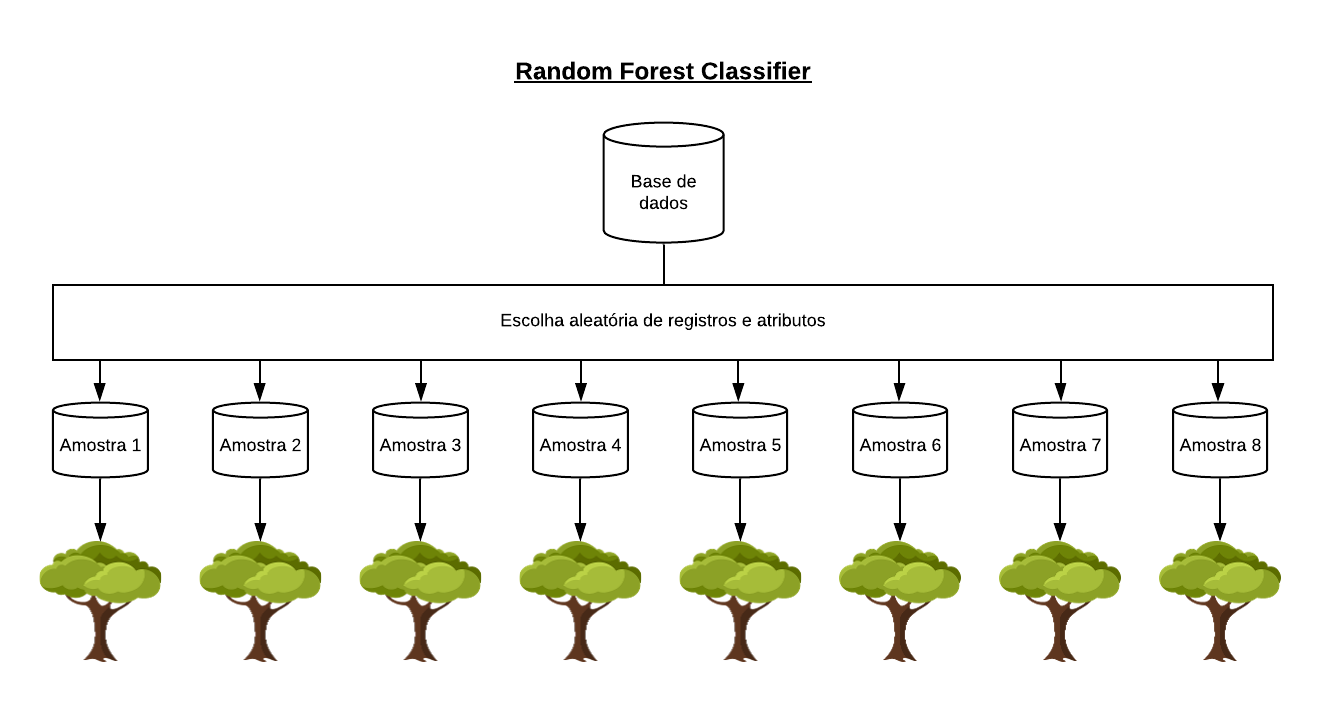 Random Forest Classifier
Base de
dados
Escolha aleatória de registros e atributos
Amostra 1
Amostra 2
Amostra 3
Amostra 4
Amostra 5
Amostra 6
Amostra 7
Amostra 8